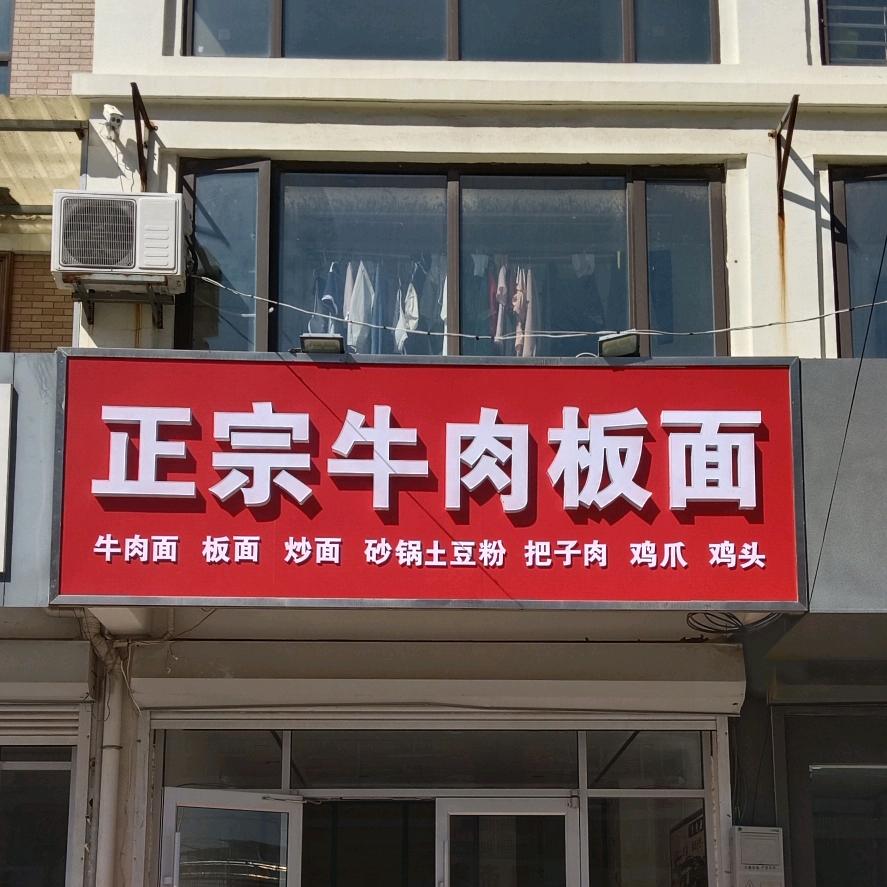 正宗牛肉板面
牛肉面 板面 炒面 砂锅土豆粉 把子肉 鸡爪 鸡头